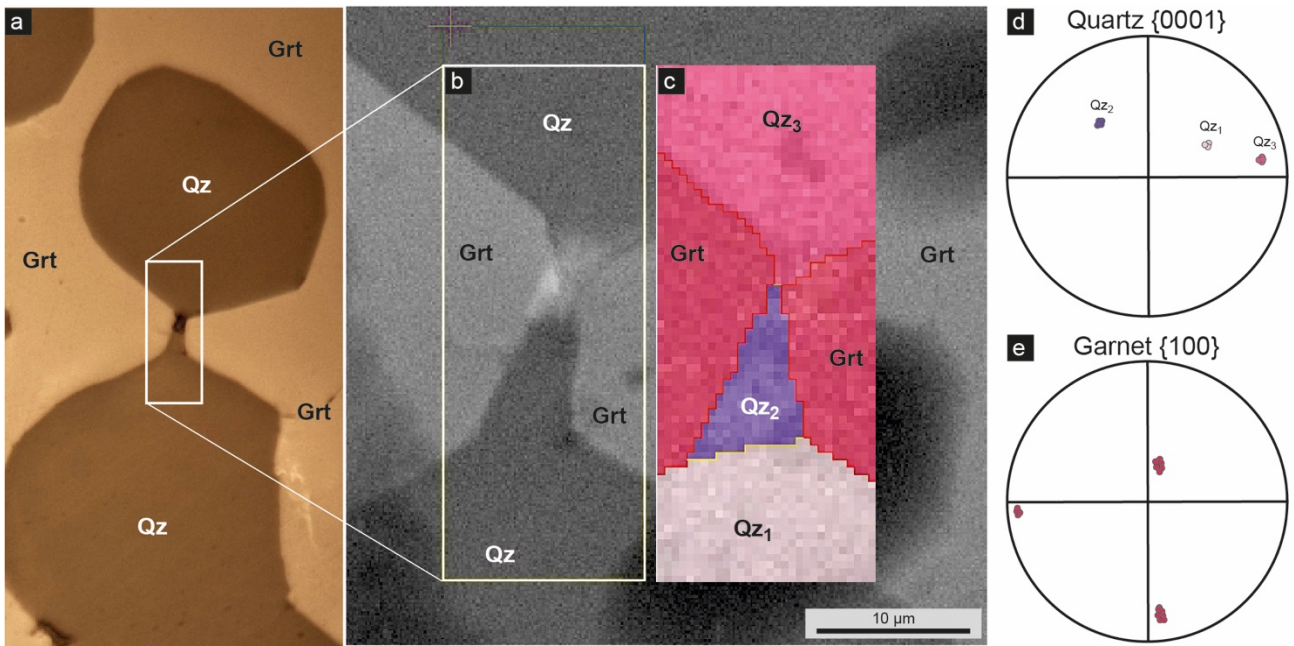 a
Grt
Qz
Grt
Grt
Qz
b
Qz
Grt
Grt
Qz
10 µm
c
Qz₃
Grt
Grt
Qz₂
Qz₁
d
Quartz {0001}
Qz₂
Qz₁
Qz₃
e
Garnet {100}